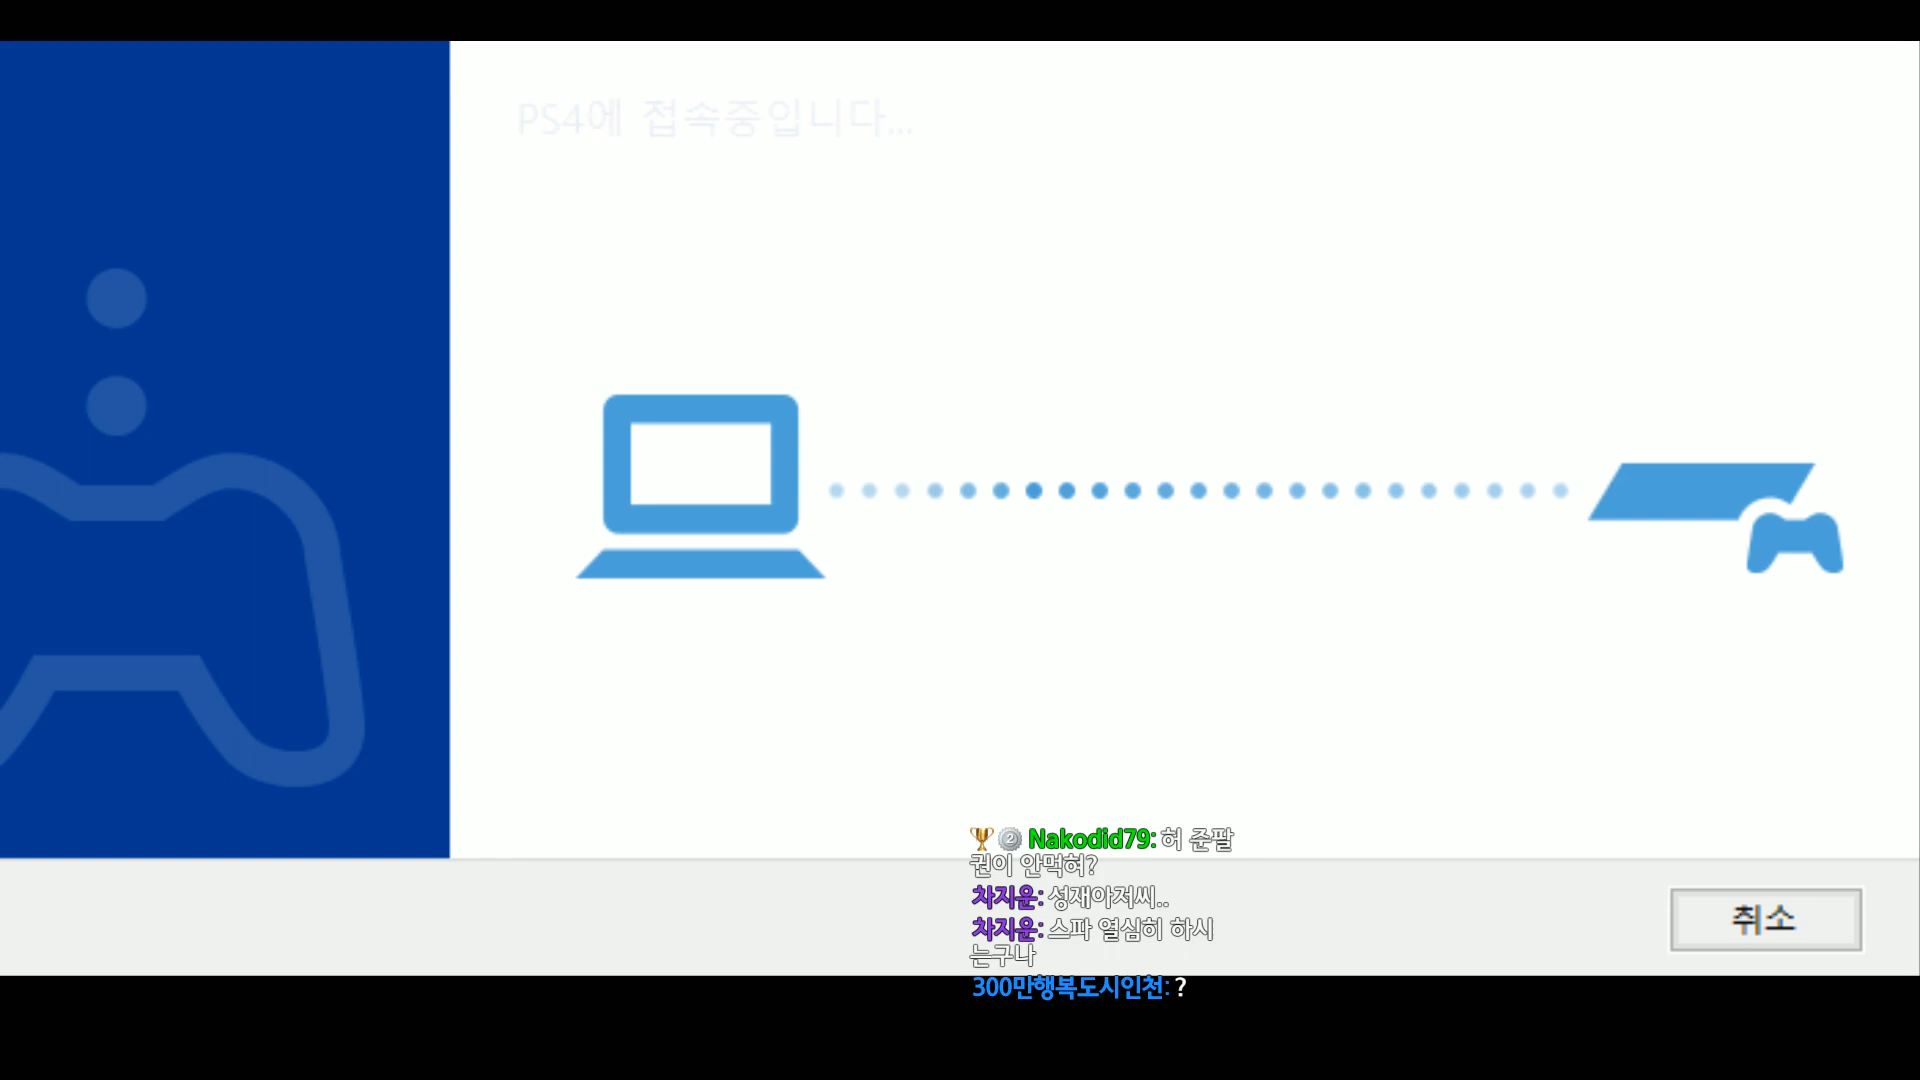 PS4에 접속중입니다...
Nakodid79: 허 준팔
권이 안먹혀?
차지운: 성재아저씨..
차지운: 스파 열심히 하시
는구나
300만행복도시인천: ?
취소